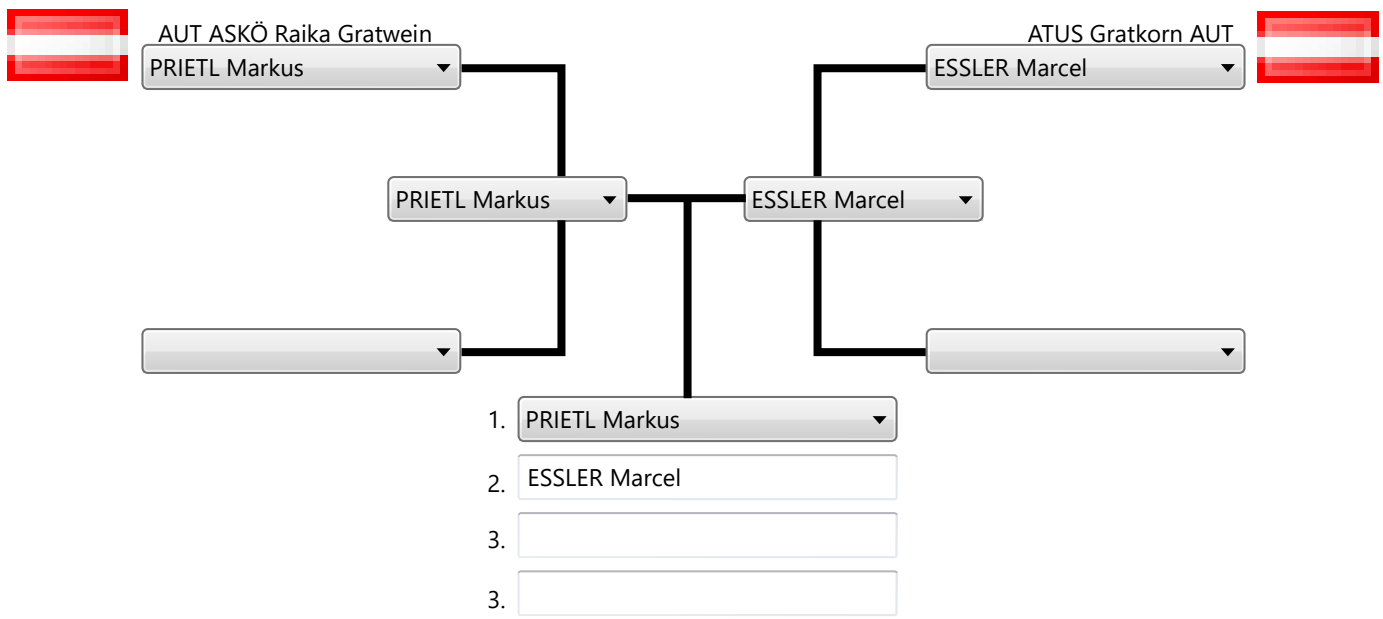 AUT ASKÖ Raika Gratwein
ATUS Gratkorn AUT
PRIETL Markus
ESSLER Marcel
PRIETL Markus
ESSLER Marcel
1. PRIETL Markus
2. ESSLER Marcel
3.
3.